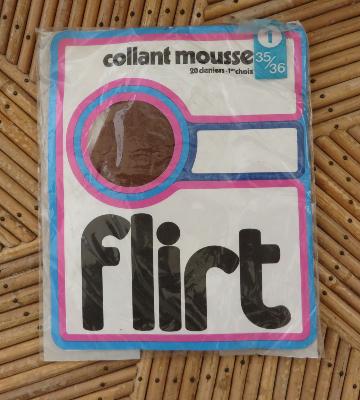 1
collant mousse 35/36
20 deniers - 1er choix
flirt